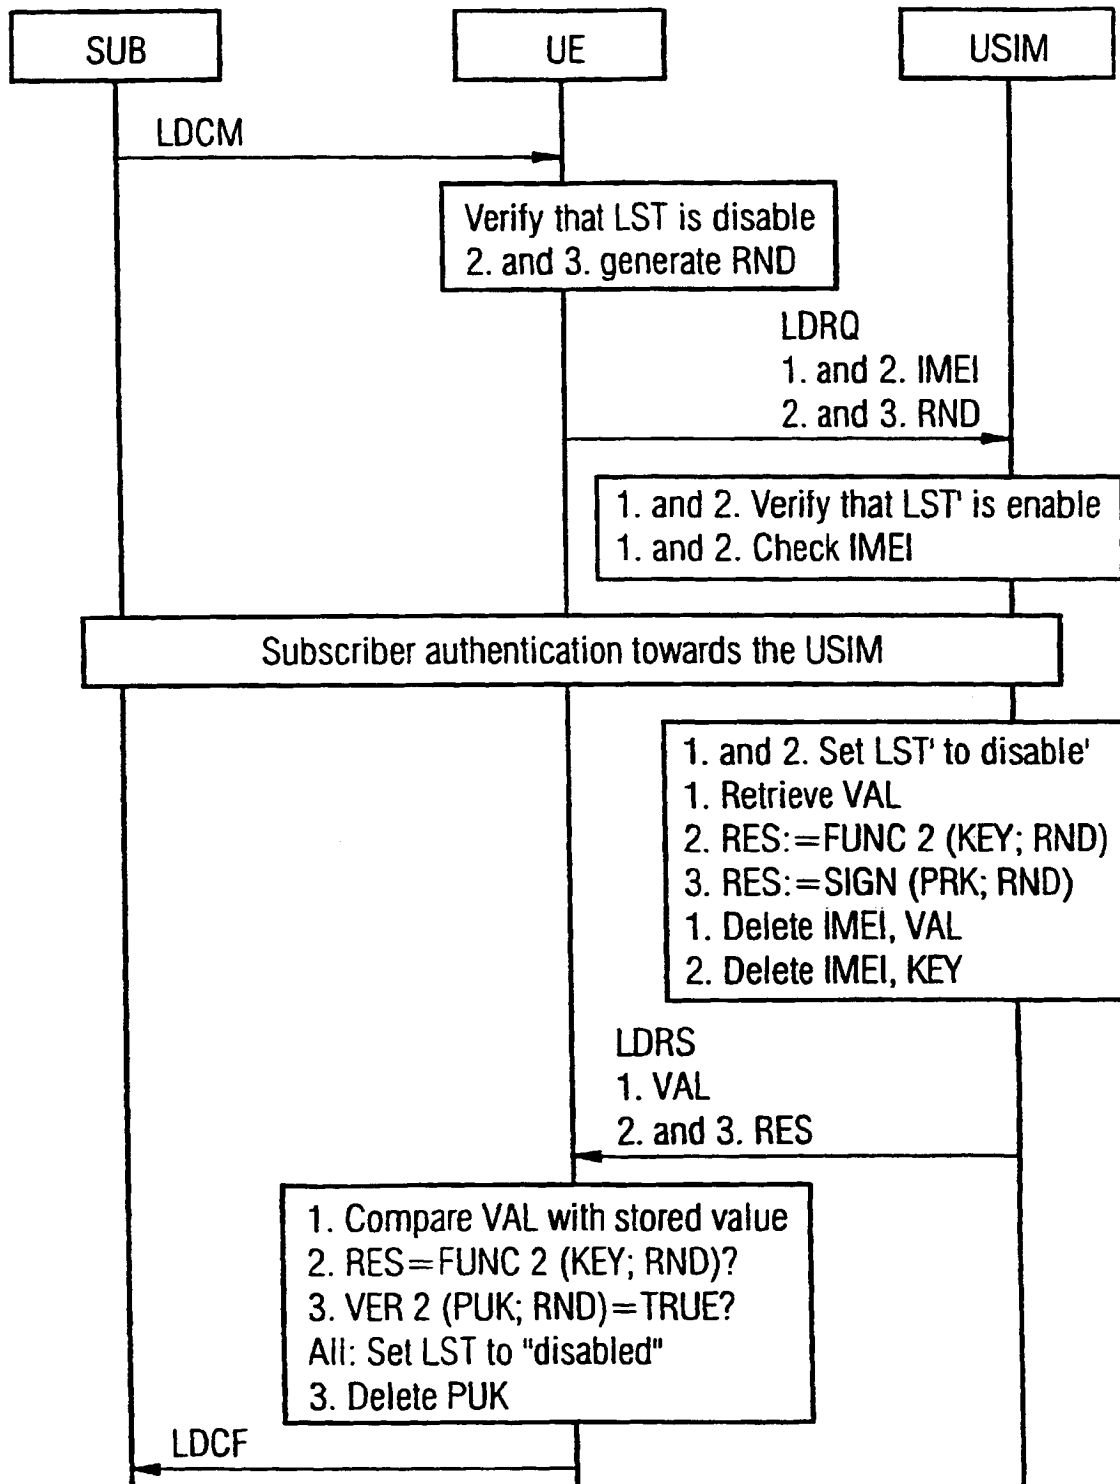 SUB
UE
USIM
LDCM
Verify that LST is disable
2. and 3. generate RND
LDRQ
1. and 2. IMEI
2. and 3. RND
1. and 2. Verify that LST' is enable
1. and 2. Check IMEI
Subscriber authentication towards the USIM
1. and 2. Set LST' to disable'
1. Retrieve VAL
2. RES:=FUNC 2 (KEY; RND)
3. RES:=SIGN (PRK; RND)
1. Delete IMEI, VAL
2. Delete IMEI, KEY
LDRS
1. VAL
2. and 3. RES
1. Compare VAL with stored value
2. RES=FUNC 2 (KEY; RND)?
3. VER 2 (PUK; RND)=TRUE?
All: Set LST to "disabled"
3. Delete PUK
LDCF